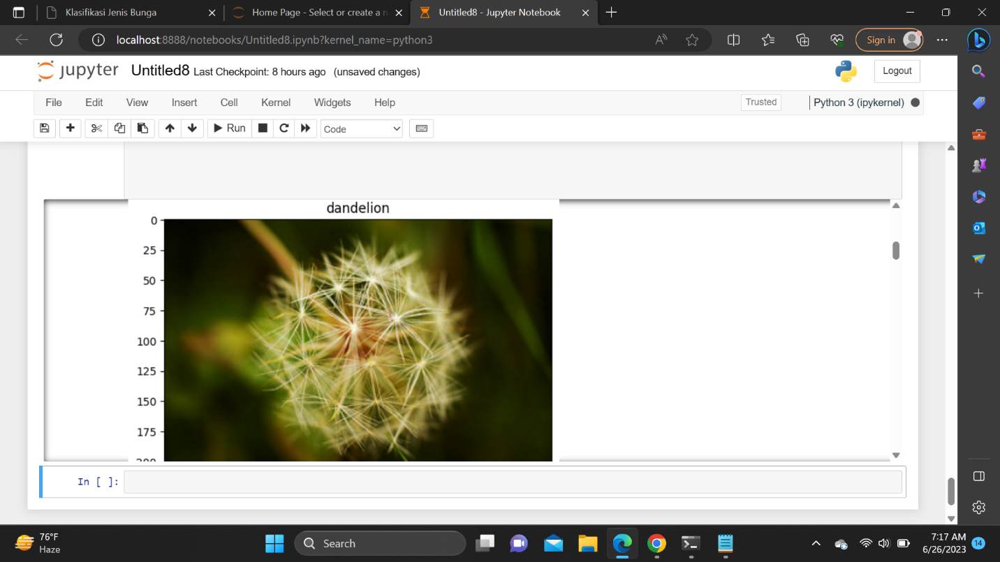 Klasifikasi Jenis Bunga
Home Page - Select or create a n
Untitled8 - Jupyter Notebook
localhost:8888/notebooks/Untitled8.ipynb?kernel_name=python3
Sign in
jupyter Untitled8 Last Checkpoint: 8 hours ago (unsaved changes)
Logout
File Edit View Insert Cell Kernel Widgets Help
Trusted
Python 3 (ipykernel)
Run
Code
dandelion
0
25
50
75
100
125
150
175
200
In [ ]:
76°F
Haze
Search
7:17 AM
6/26/2023
14